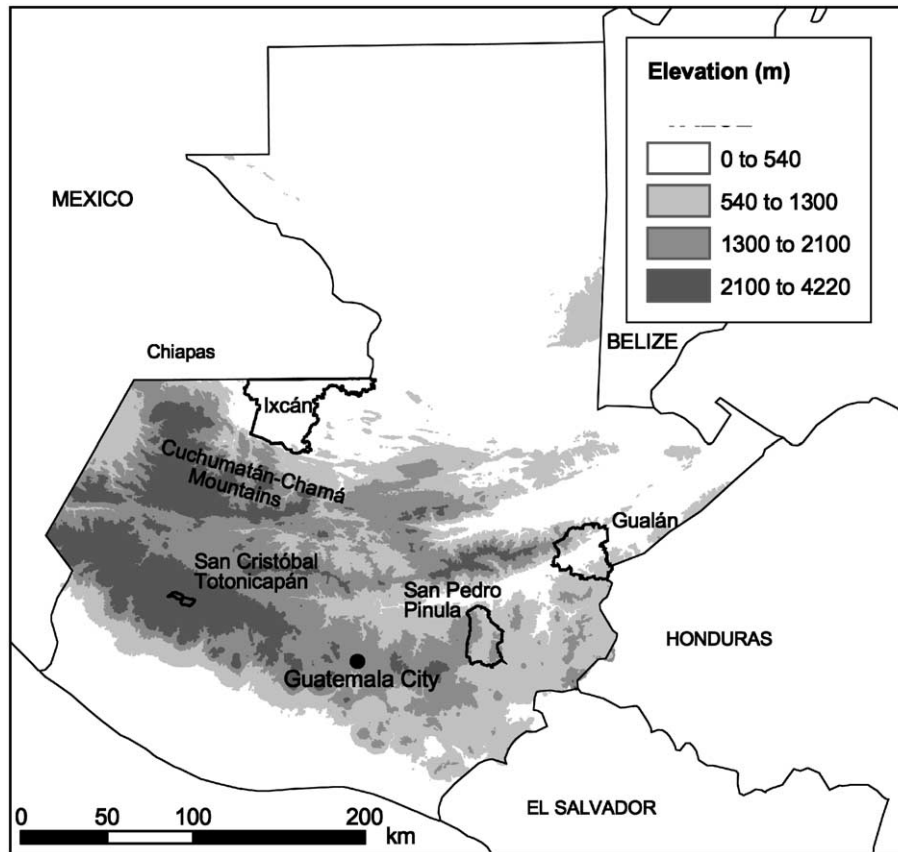 Elevation (m)
0 to 540
540 to 1300
1300 to 2100
2100 to 4220
MEXICO
BELIZE
Chiapas
Ixcán
Cuchumatán-Chamá
Mountains
Gualán
San Cristóbal
Totonicapán
San Pedro
Pinula
HONDURAS
Guatemala City
EL SALVADOR
0 50 100 200
km